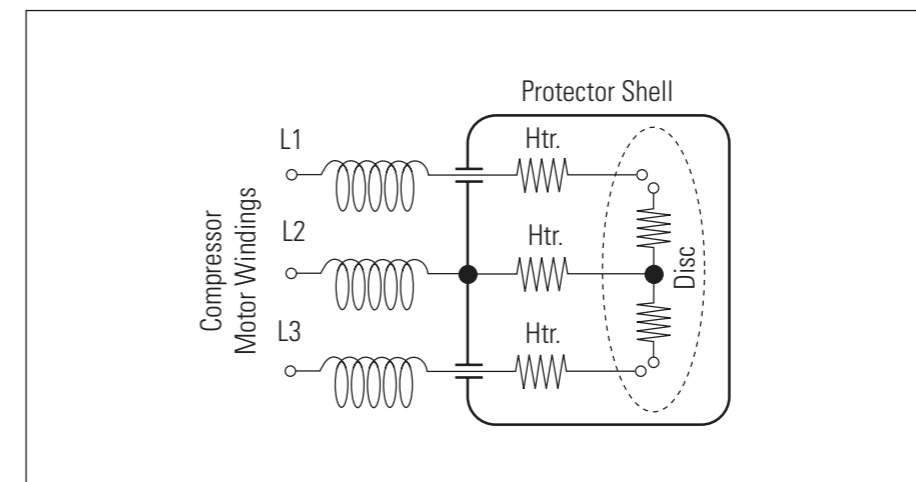 Protector Shell
L1
Htr.
Compressor
Motor Windings
L2
Htr.
Disc
L3
Htr.